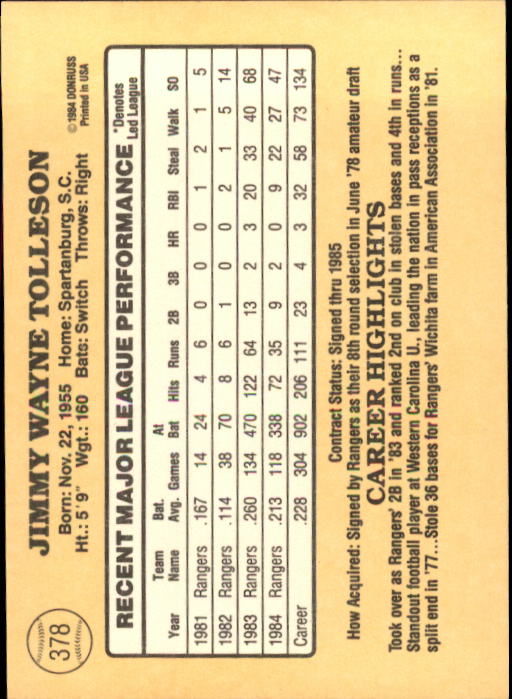 378
JIMMY WAYNE TOLLESON
Born: Nov. 22, 1955 Home: Spartanburg, S.C.
Ht.: 5'9" Wgt.: 160 Bats: Switch Throws: Right
© 1984 DONRUSS
Printed in USA
RECENT MAJOR LEAGUE PERFORMANCE
*Denotes
Led League
Year Team Name Bat. Avg. Games At Bat Hits Runs 2B 3B HR RBI Steal Walk SO
1981 Rangers .167 14 24 4 6 0 0 0 1 2 1 5
1982 Rangers .114 38 70 8 6 1 0 0 2 1 5 14
1983 Rangers .260 134 470 122 64 13 2 3 20 33 40 68
1984 Rangers .213 118 338 72 35 9 2 0 9 22 27 47
Career .228 304 902 206 111 23 4 3 32 58 73 134
Contract Status: Signed thru 1985
How Acquired: Signed by Rangers as their 8th round selection in June '78 amateur draft
CAREER HIGHLIGHTS
Took over as Rangers' 2B in '83 and ranked 2nd on club in stolen bases and 4th in runs...
Standout football player at Western Carolina U., leading the nation in pass receptions as a
split end in '77...Stole 36 bases for Rangers' Wichita farm in American Association in '81.